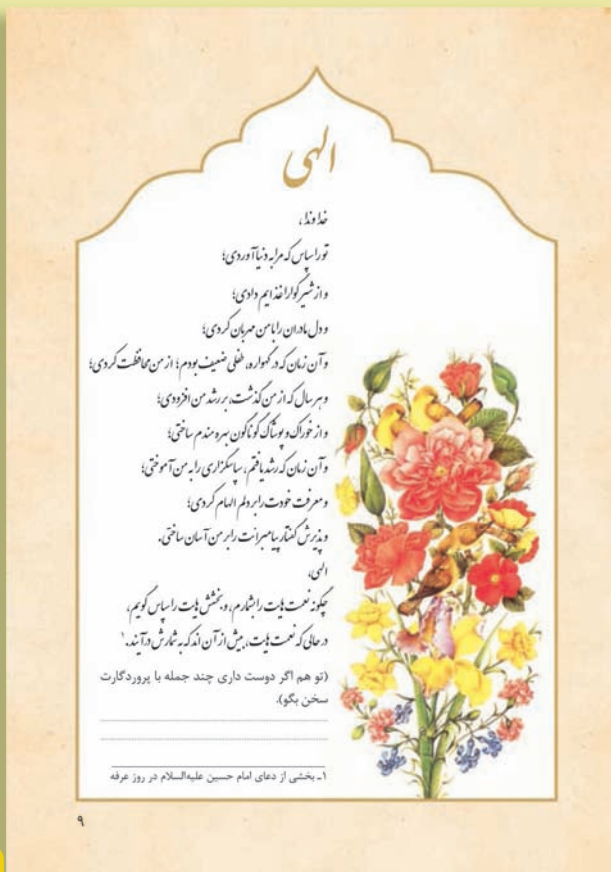 الهی
خداوندا،
تو را سپاس که مرا به دنیا آوردی؛
و از شیر گوارا غذایم دادی؛
و دل مادران را با من مهربان کردی؛
و آن زمان که در گهواره، طفلی ضعیف بودم؛ از من محافظت کردی؛
و هر سال که از من گذشت، بر رشد من افزودی؛
و از خوراک و پوشاک گوناگون بهره مندم ساختی؛
و آن زمان که رشد یافتم، سپاسگزاری را به من آموختی؛
و معرفت خودت را بر دلم الهام کردی؛
و پذیرش گفتار پیامبرانت را بر من آسان ساختی.
الهی،
چگونه نعمت هایت را بشمارم، و بخشش هایت را سپاس گویم،
در حالی که نعمت هایت، بیش از آن اند که به شمارش درآیند.۱
(تو هم اگر دوست داری چند جمله با پروردگارت
سخن بگو).
۱ـ بخشی از دعای امام حسین علیه‌السلام در روز عرفه
۹